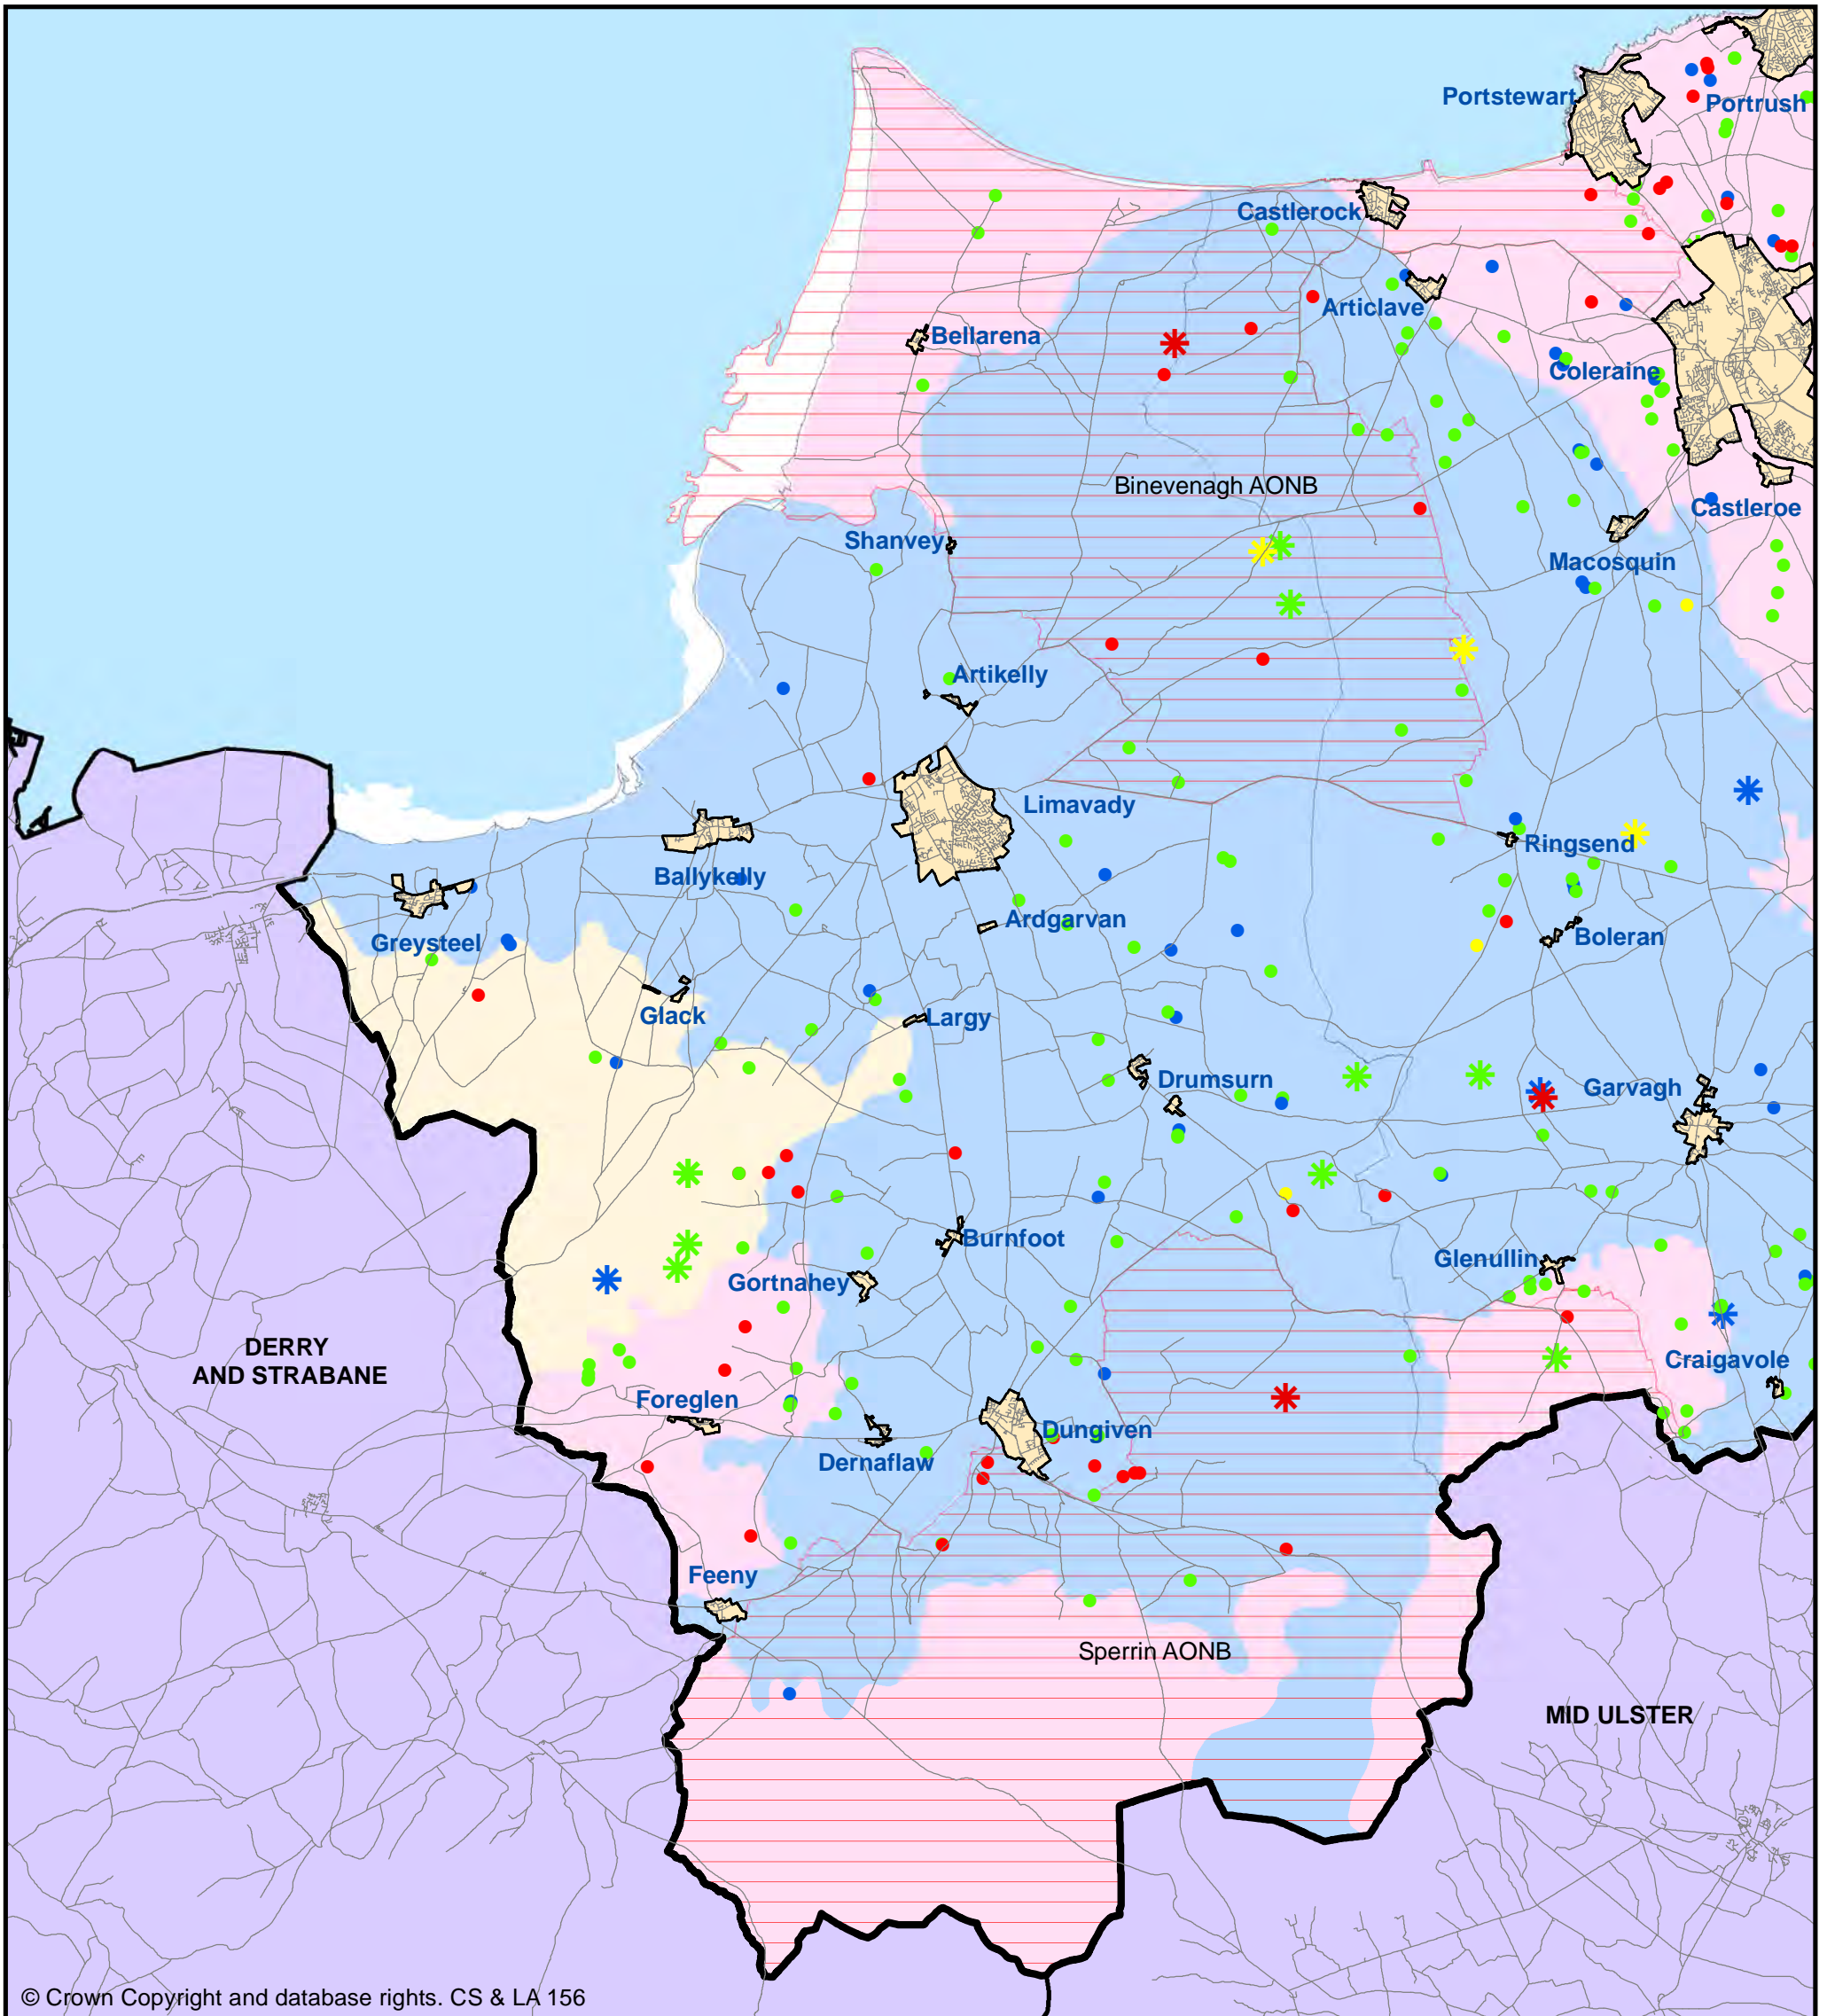 Portstewart
Portrush
Castlerock
Articlave
Bellarena
Coleraine
Binevenagh AONB
Castleroe
Shanvey
Macosquin
Artikelly
Limavady
Ringsend
Ballykelly
Ardgarvan
Boleran
Greysteel
Glack
Largy
Drumsurn
Garvagh
Burnfoot
Glenullin
Gortnahey
DERRY
AND STRABANE
Craigavole
Foreglen
Dungiven
Dernaflaw
Feeny
Sperrin AONB
MID ULSTER
© Crown Copyright and database rights. CS & LA 156